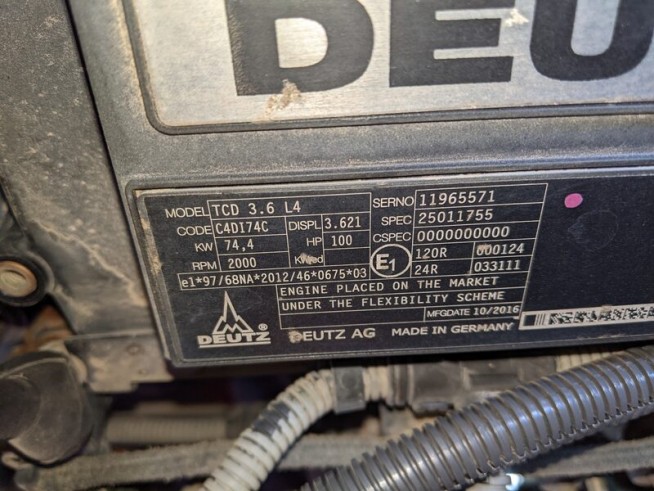 DEU
MODEL TCD 3.6 L4 SERNO 11965571
CODE C4DI74C DISPL 3.621 SPEC 25011755
KW 74,4 HP 100 CSPEC 0000000000
RPM 2000 E1 120R 000124
24R 033111
e1*97/68NA*2012/46*0675*03
ENGINE PLACED ON THE MARKET
UNDER THE FLEXIBILITY SCHEME
MFGDATE 10/2016
DEUTZ ® DEUTZ AG MADE IN GERMANY